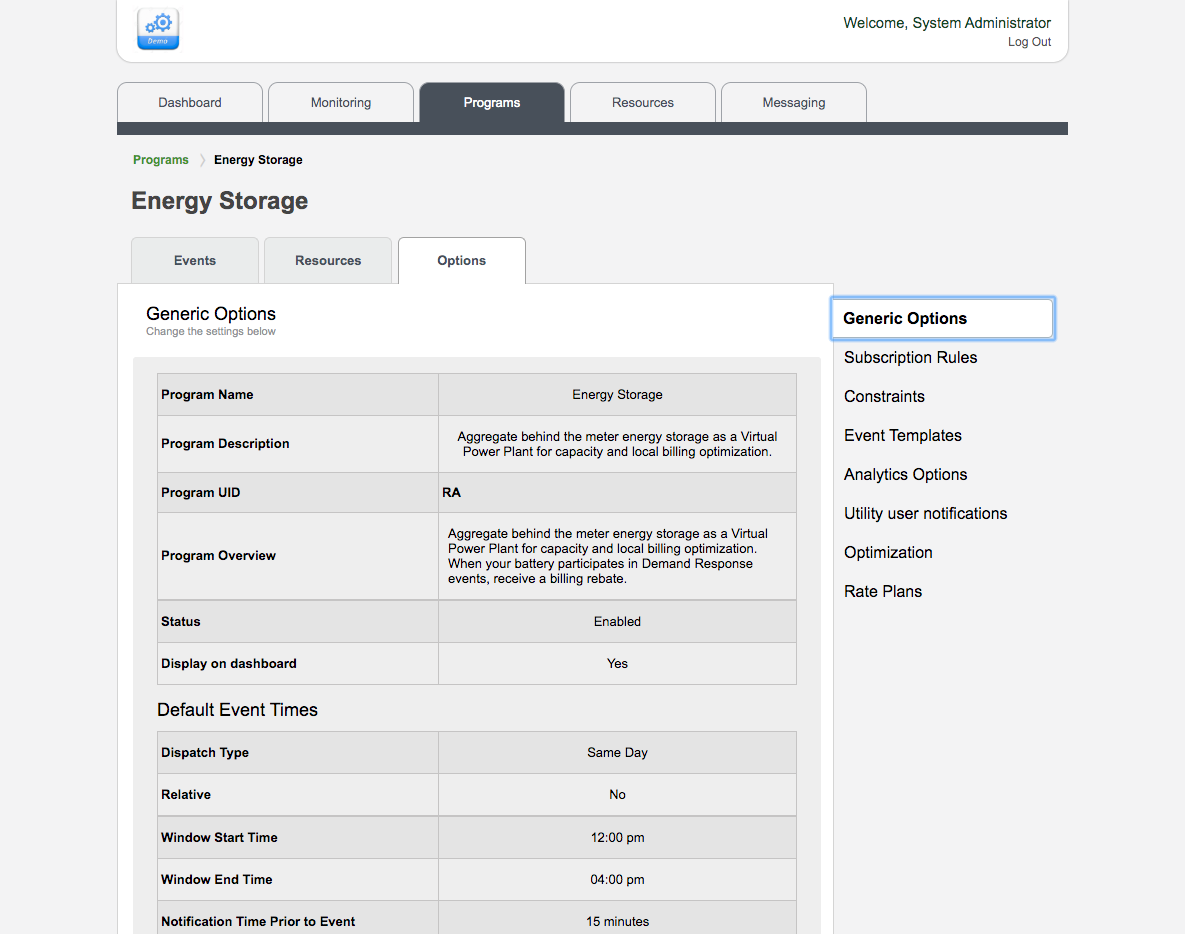 Demo
Welcome, System Administrator
Log Out
Dashboard
Monitoring
Programs
Resources
Messaging
Programs
Energy Storage
Energy Storage
Events
Resources
Options
Generic Options
Change the settings below
Program Name
Energy Storage
Program Description
Aggregate behind the meter energy storage as a Virtual
Power Plant for capacity and local billing optimization.
Program UID
RA
Program Overview
Aggregate behind the meter energy storage as a Virtual
Power Plant for capacity and local billing optimization.
When your battery participates in Demand Response
events, receive a billing rebate.
Status
Enabled
Display on dashboard
Yes
Default Event Times
Dispatch Type
Same Day
Relative
No
Window Start Time
12:00 pm
Window End Time
04:00 pm
Notification Time Prior to Event
15 minutes
Generic Options
Subscription Rules
Constraints
Event Templates
Analytics Options
Utility user notifications
Optimization
Rate Plans